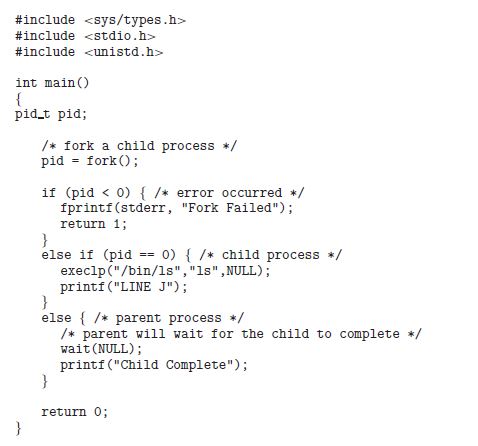 #include <sys/types.h>
#include <stdio.h>
#include <unistd.h>
int main()
{
pid_t pid;
/* fork a child process */
pid = fork();
if (pid < 0) { /* error occurred */
fprintf(stderr, "Fork Failed");
return 1;
}
else if (pid == 0) { /* child process */
execlp("/bin/ls","ls",NULL);
printf("LINE J");
}
else { /* parent process */
/* parent will wait for the child to complete */
wait(NULL);
printf("Child Complete");
}
return 0;
}